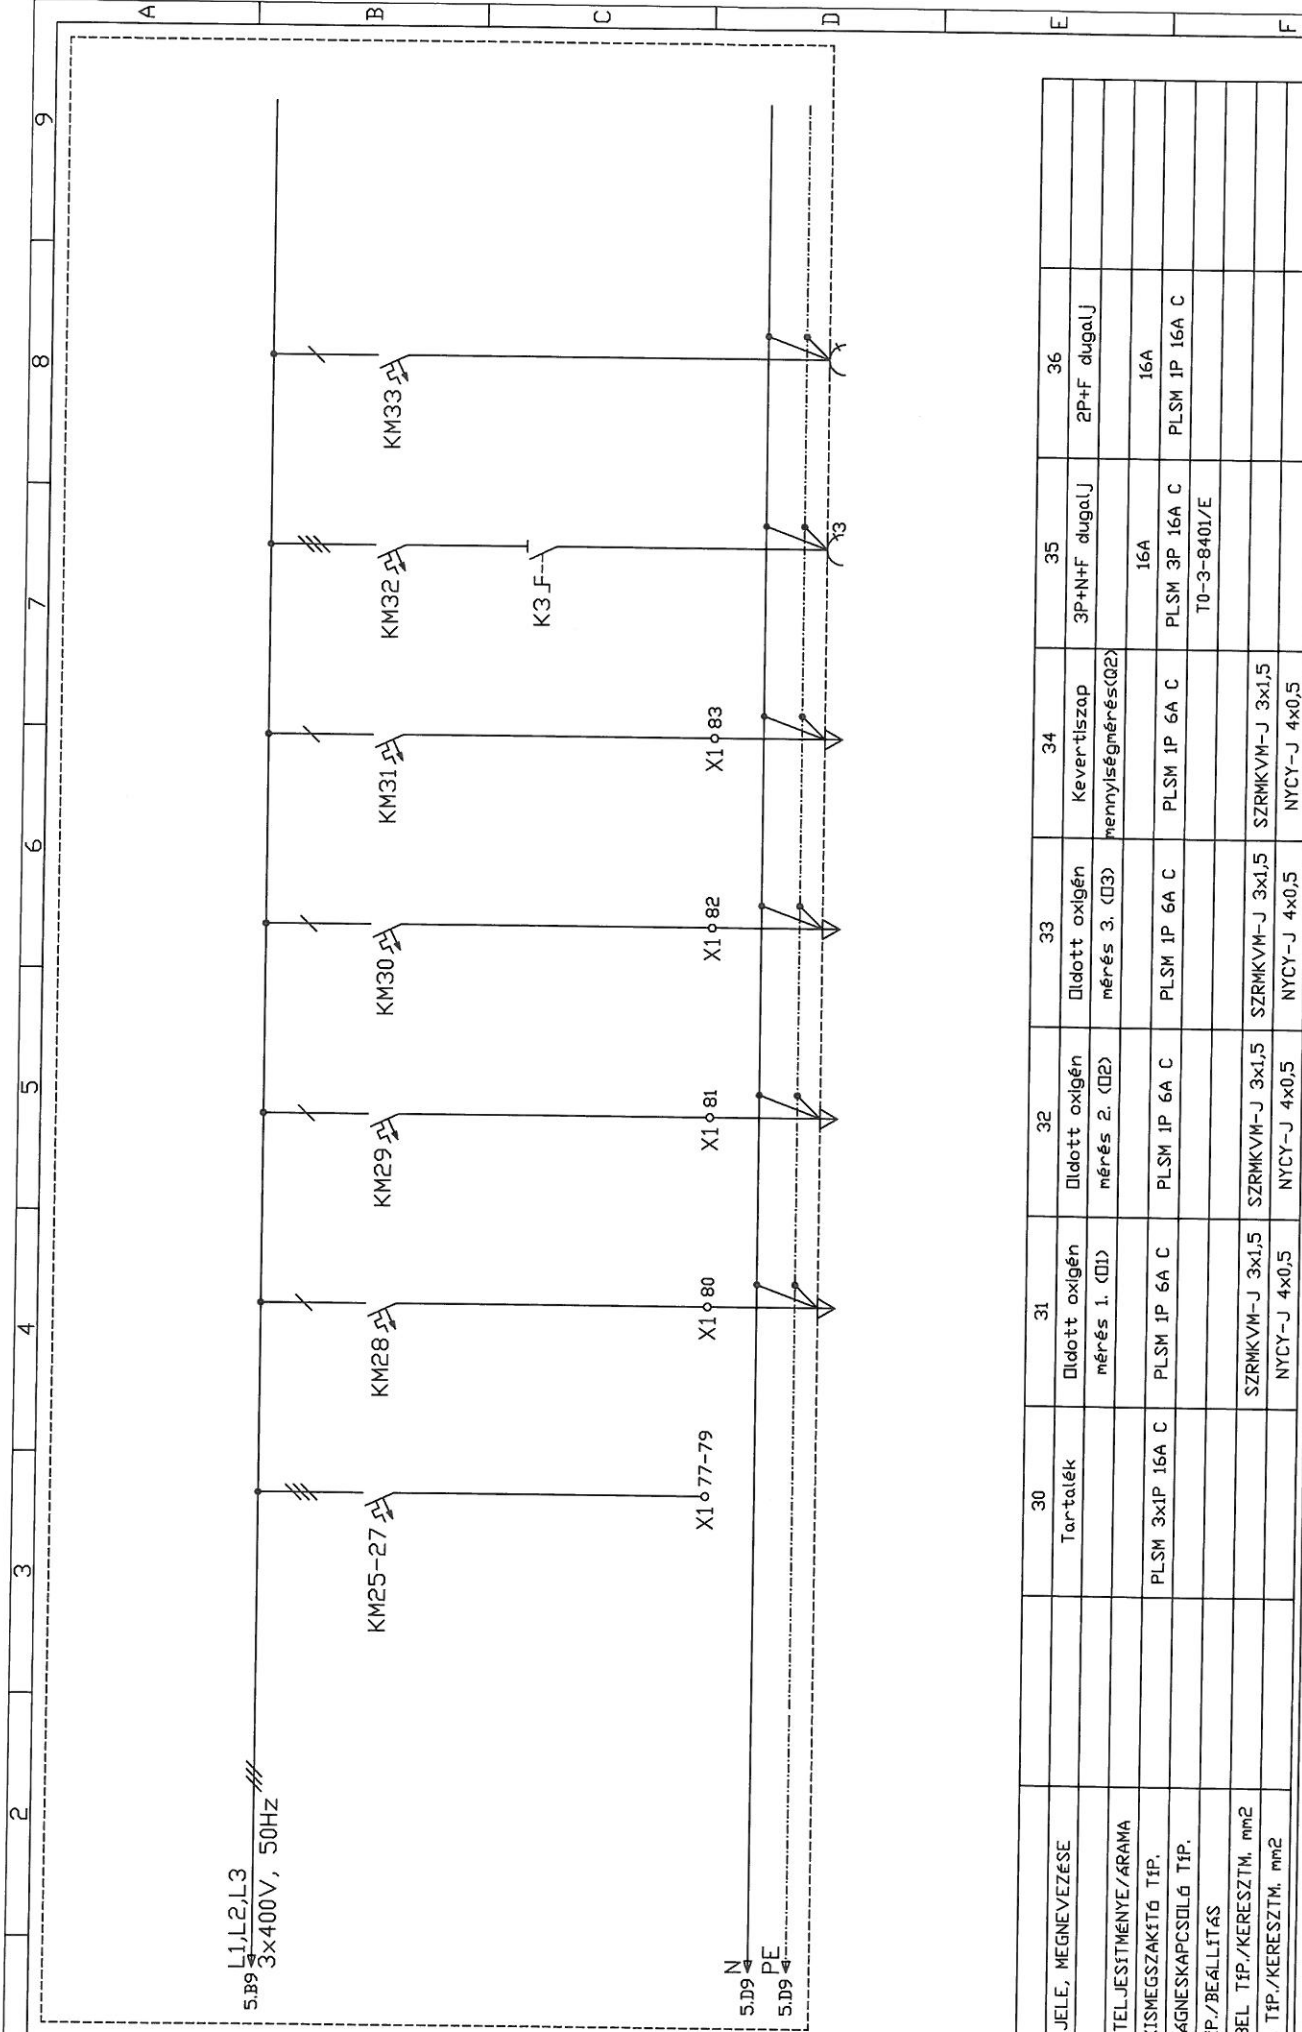 2
3
4
5
6
7
8
9
A
B
C
D
E
F
L1,L2,L3
5.B9
3x400V, 50Hz
KM25-27
KM28
KM29
KM30
KM31
KM32
KM33
K3
X1 77-79
X1 80
X1 81
X1 82
X1 83
3
N
5.D9
PE
5.D9
30
31
32
33
34
35
36
JELE, MEGNEVEZÉSE
Tartalék
Oldott oxigén
Oldott oxigén
Oldott oxigén
Kevertiszap
3P+N+F dugalj
2P+F dugalj
mérés 1. (O1)
mérés 2. (O2)
mérés 3. (O3)
mennyiségmérés(Q2)
TELJESÍTMÉNYE/ÁRAMA
16A
16A
KISMEGSZAKÍTÓ TÍP.
PLSM 3x1P 16A C
PLSM 1P 6A C
PLSM 1P 6A C
PLSM 1P 6A C
PLSM 1P 6A C
PLSM 3P 16A C
PLSM 1P 16A C
ÁGNESKAPCSOLÓ TÍP.
T0-3-8401/E
P./BEÁLLÍTÁS
BEL TÍP./KERESZTM. mm2
SZRMKVM-J 3x1,5
SZRMKVM-J 3x1,5
SZRMKVM-J 3x1,5
SZRMKVM-J 3x1,5
TÍP./KERESZTM. mm2
NYCY-J 4x0,5
NYCY-J 4x0,5
NYCY-J 4x0,5
NYCY-J 4x0,5